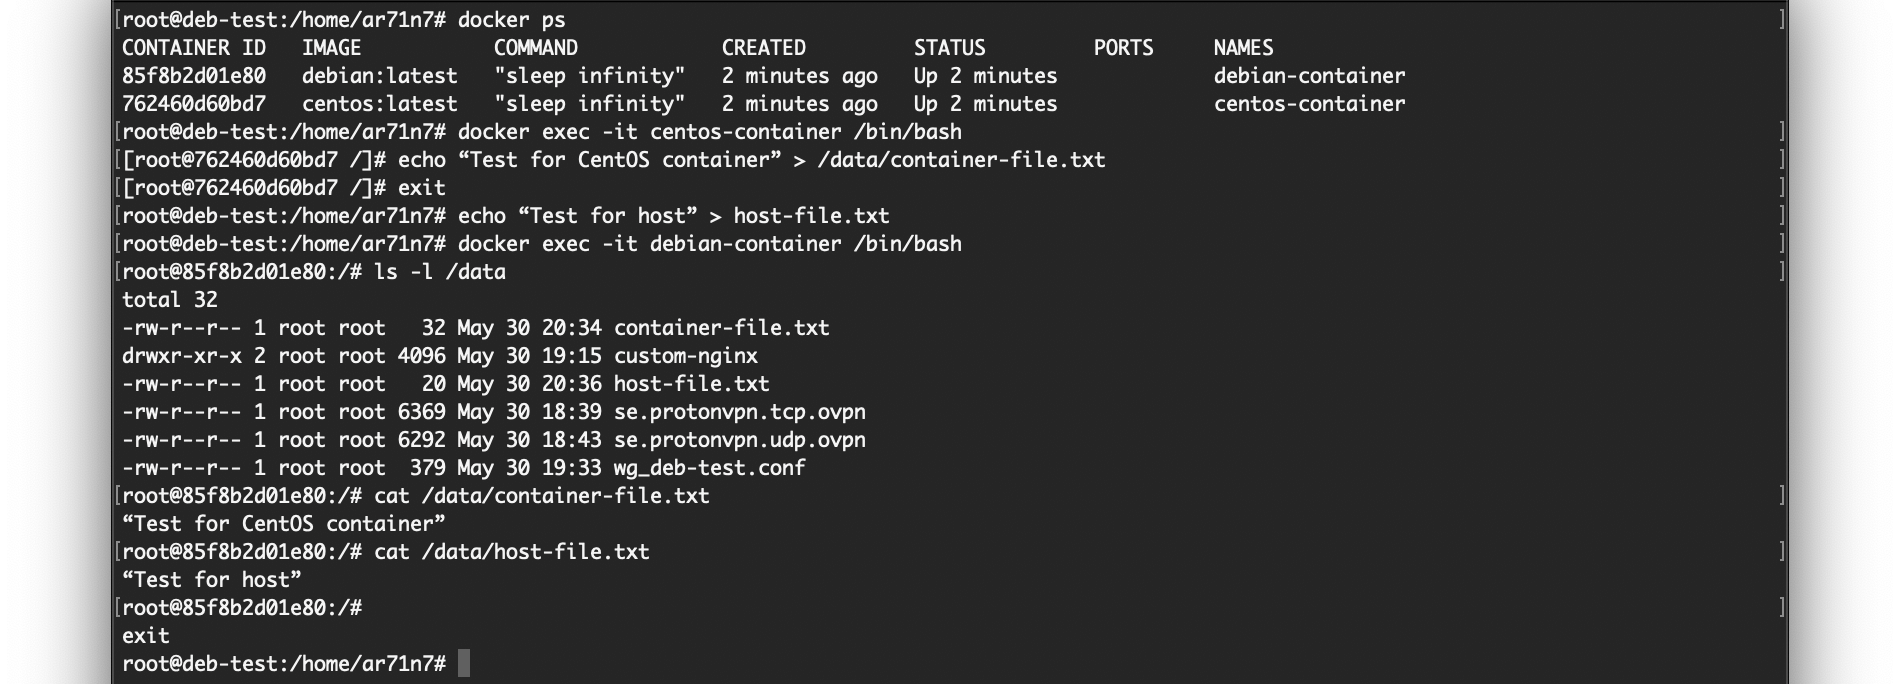 [root@deb-test:/home/ar71n7# docker ps ]
CONTAINER ID   IMAGE           COMMAND            CREATED         STATUS         PORTS     NAMES
85f8b2d01e80   debian:latest   "sleep infinity"   2 minutes ago   Up 2 minutes             debian-container
762460d60bd7   centos:latest   "sleep infinity"   2 minutes ago   Up 2 minutes             centos-container
[root@deb-test:/home/ar71n7# docker exec -it centos-container /bin/bash ]
[[root@762460d60bd7 /]# echo “Test for CentOS container” > /data/container-file.txt ]
[[root@762460d60bd7 /]# exit ]
[root@deb-test:/home/ar71n7# echo “Test for host” > host-file.txt ]
[root@deb-test:/home/ar71n7# docker exec -it debian-container /bin/bash ]
[root@85f8b2d01e80:/# ls -l /data ]
total 32
-rw-r--r-- 1 root root   32 May 30 20:34 container-file.txt
drwxr-xr-x 2 root root 4096 May 30 19:15 custom-nginx
-rw-r--r-- 1 root root   20 May 30 20:36 host-file.txt
-rw-r--r-- 1 root root 6369 May 30 18:39 se.protonvpn.tcp.ovpn
-rw-r--r-- 1 root root 6292 May 30 18:43 se.protonvpn.udp.ovpn
-rw-r--r-- 1 root root  379 May 30 19:33 wg_deb-test.conf
[root@85f8b2d01e80:/# cat /data/container-file.txt ]
“Test for CentOS container”
[root@85f8b2d01e80:/# cat /data/host-file.txt ]
“Test for host”
[root@85f8b2d01e80:/# ]
exit
root@deb-test:/home/ar71n7#